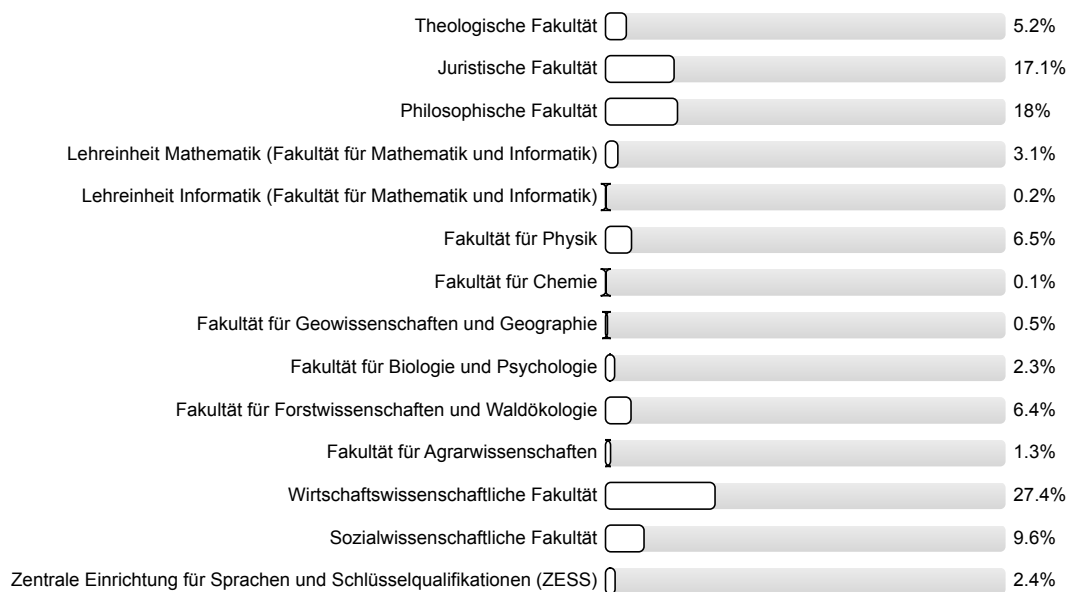 Theologische Fakultät 5.2%
Juristische Fakultät 17.1%
Philosophische Fakultät 18%
Lehreinheit Mathematik (Fakultät für Mathematik und Informatik) 3.1%
Lehreinheit Informatik (Fakultät für Mathematik und Informatik) 0.2%
Fakultät für Physik 6.5%
Fakultät für Chemie 0.1%
Fakultät für Geowissenschaften und Geographie 0.5%
Fakultät für Biologie und Psychologie 2.3%
Fakultät für Forstwissenschaften und Waldökologie 6.4%
Fakultät für Agrarwissenschaften 1.3%
Wirtschaftswissenschaftliche Fakultät 27.4%
Sozialwissenschaftliche Fakultät 9.6%
Zentrale Einrichtung für Sprachen und Schlüsselqualifikationen (ZESS) 2.4%